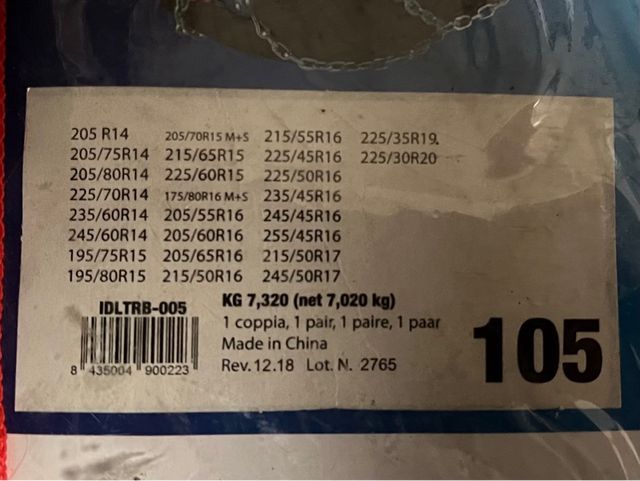 205 R14 205/70R15 M+S 215/55R16 225/35R19
205/75R14 215/65R15 225/45R16 225/30R20
205/80R14 225/60R15 225/50R16
225/70R14 175/80R16 M+S 235/45R16
235/60R14 205/55R16 245/45R16
245/60R14 205/60R16 255/45R16
195/75R15 205/65R16 215/50R17
195/80R15 215/50R16 245/50R17
IDLTRB-005
8 435004 900223
KG 7,320 (net 7,020 kg)
1 coppia, 1 pair, 1 paire, 1 paar
Made in China
Rev. 12.18 Lot. N. 2765
105